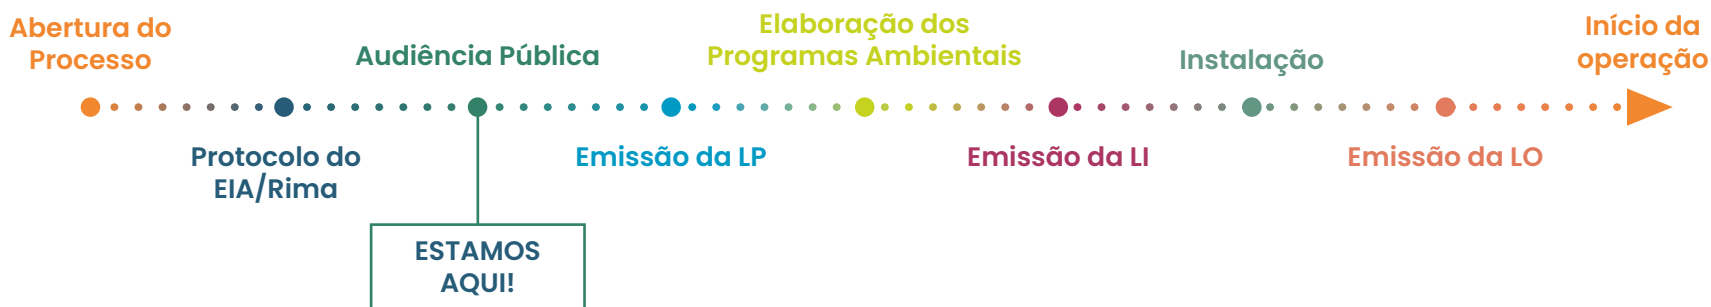 Abertura do
Processo
Protocolo do
EIA/Rima
Audiência Pública
ESTAMOS
AQUI!
Emissão da LP
Elaboração dos
Programas Ambientais
Emissão da LI
Instalação
Emissão da LO
Início da
operação